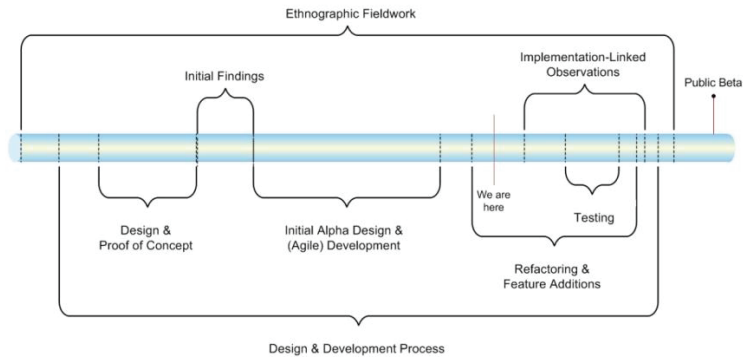 Ethnographic Fieldwork
Implementation-Linked
Observations
Initial Findings
Public Beta
We are
here
Design &
Proof of Concept
Initial Alpha Design &
(Agile) Development
Testing
Refactoring &
Feature Additions
Design & Development Process